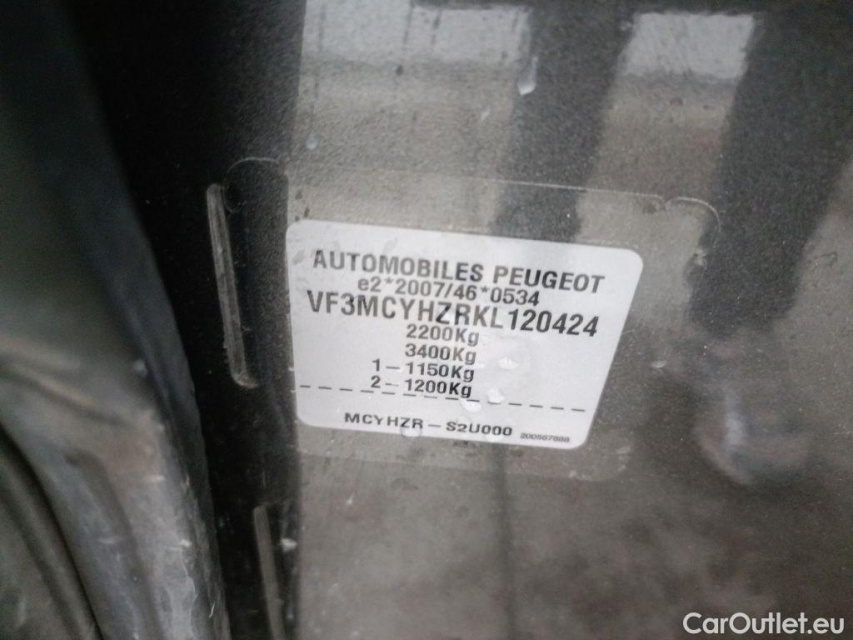 AUTOMOBILES PEUGEOT
e2*2007/46*0534
VF3MCYHZRKL120424
2200Kg
3400Kg
1-1150Kg
2-1200Kg
MCYHZR-S2U000
CarOutlet.eu